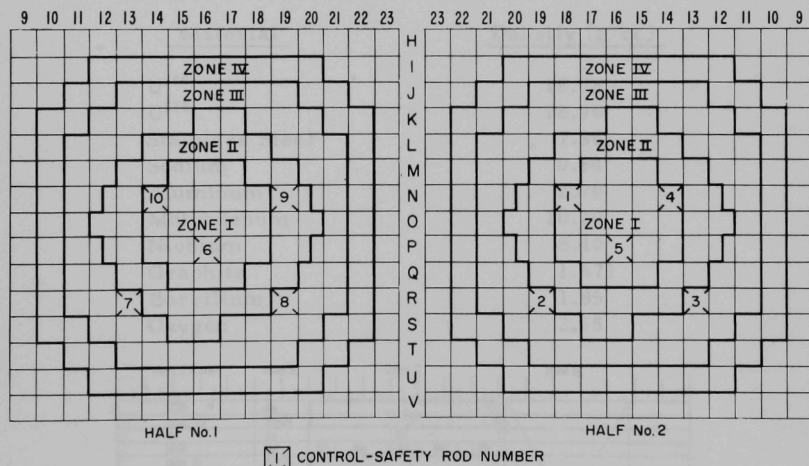 9 10 11 12 13 14 15 16 17 18 19 20 21 22 23 23 22 21 20 19 18 17 16 15 14 13 12 11 10 9
H
I
ZONE IV ZONE IV
J
ZONE III ZONE III
K
L
ZONE II ZONE II
M
10 9 N 1 4
O
ZONE I ZONE I
6 P 5
Q
7 8 R 2 3
S
T
U
V
HALF No. 1 HALF No. 2
1 CONTROL-SAFETY ROD NUMBER